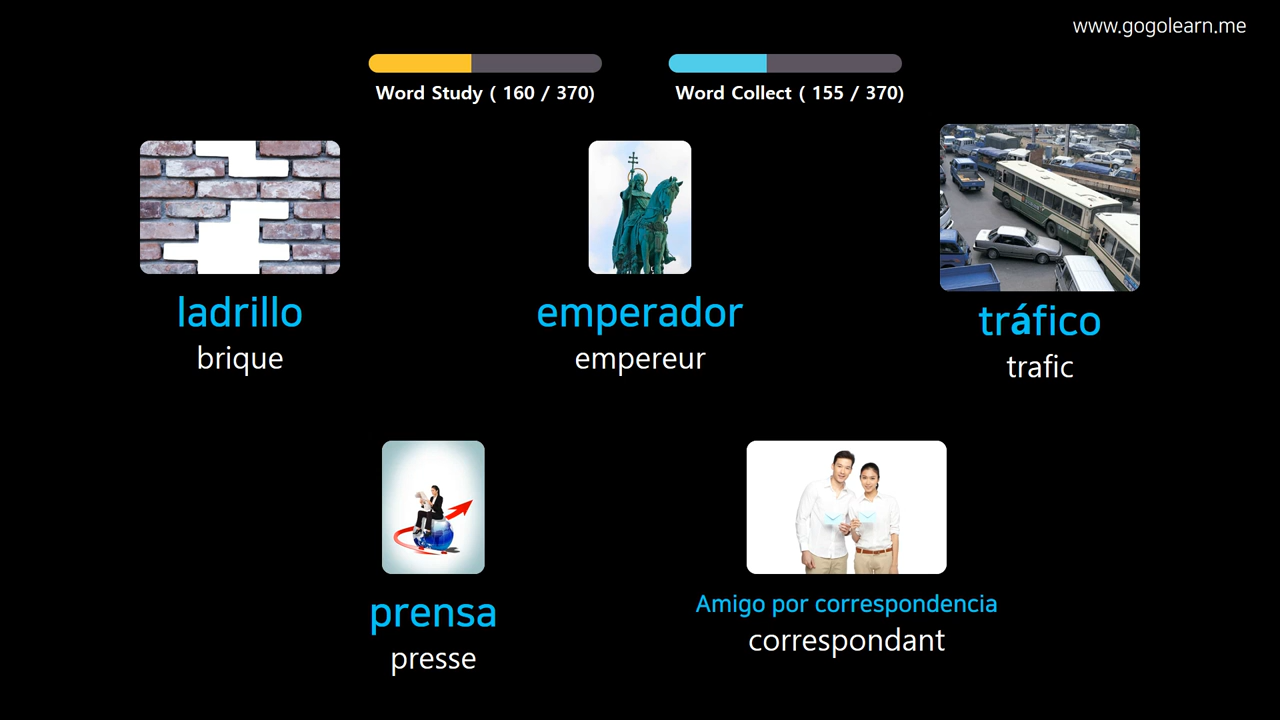 www.gogolearn.me
Word Study ( 160 / 370)
Word Collect ( 155 / 370)
ladrillo
brique
emperador
empereur
tráfico
trafic
prensa
presse
Amigo por correspondencia
correspondant